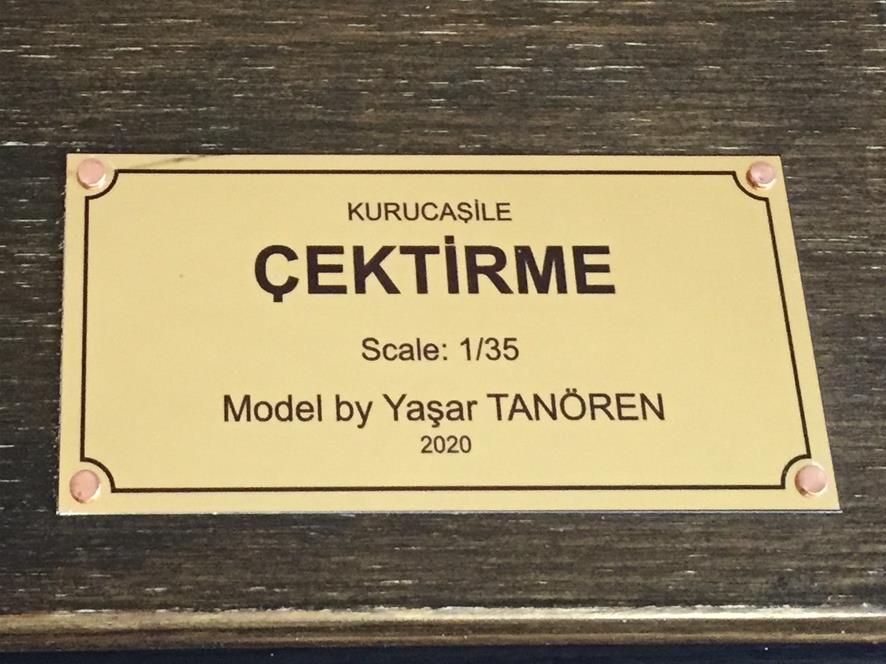 KURUCAŞİLE
ÇEKTİRME
Scale: 1/35
Model by Yaşar TANÖREN
2020